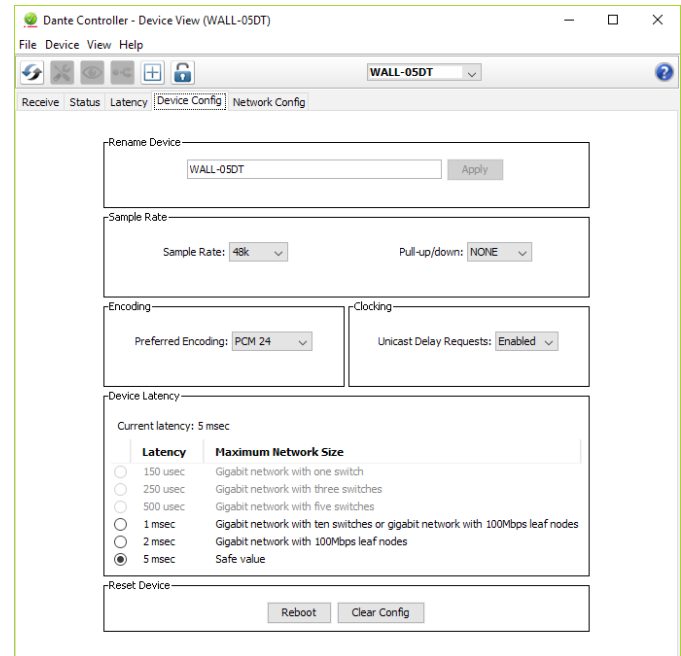 Dante Controller - Device View (WALL-05DT)
File Device View Help
WALL-05DT
?
Receive Status Latency Device Config Network Config
Rename Device
WALL-05DT Apply
Sample Rate
Sample Rate: 48k Pull-up/down: NONE
Encoding Clocking
Preferred Encoding: PCM 24 Unicast Delay Requests: Enabled
Device Latency
Current latency: 5 msec
Latency Maximum Network Size
150 usec Gigabit network with one switch
250 usec Gigabit network with three switches
500 usec Gigabit network with five switches
1 msec Gigabit network with ten switches or gigabit network with 100Mbps leaf nodes
2 msec Gigabit network with 100Mbps leaf nodes
5 msec Safe value
Reset Device
Reboot Clear Config